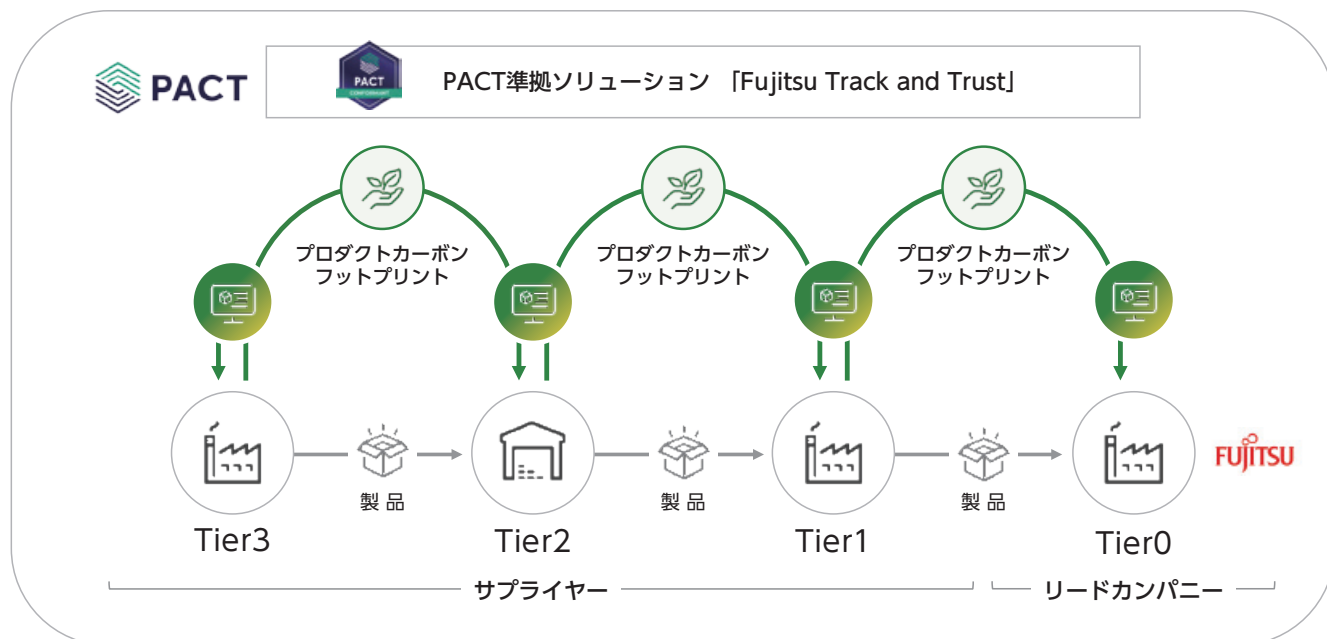 PACT
PACT
CONFORMANT
PACT準拠ソリューション 「Fujitsu Track and Trust」
プロダクトカーボン
フットプリント
プロダクトカーボン
フットプリント
プロダクトカーボン
フットプリント
製 品
製 品
製 品
FUJITSU
Tier3
Tier2
Tier1
Tier0
サプライヤー
リードカンパニー